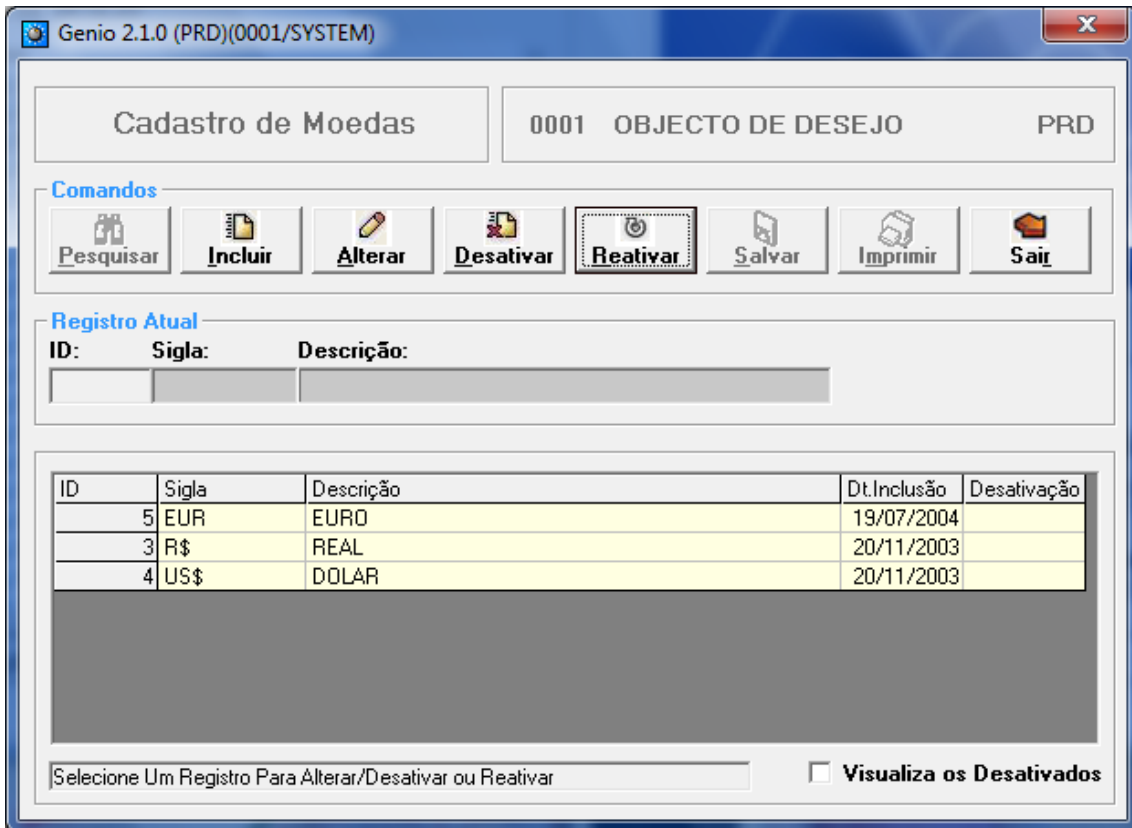 Genio 2.1.0 (PRD)(0001/SYSTEM)
Cadastro de Moedas
0001 OBJECTO DE DESEJO PRD
Comandos
Pesquisar Incluir Alterar Desativar Reativar Salvar Imprimir Sair
Registro Atual
ID: Sigla: Descrição:
ID Sigla Descrição Dt.Inclusão Desativação
5 EUR EURO 19/07/2004
3 R$ REAL 20/11/2003
4 US$ DOLAR 20/11/2003
Selecione Um Registro Para Alterar/Desativar ou Reativar Visualiza os Desativados